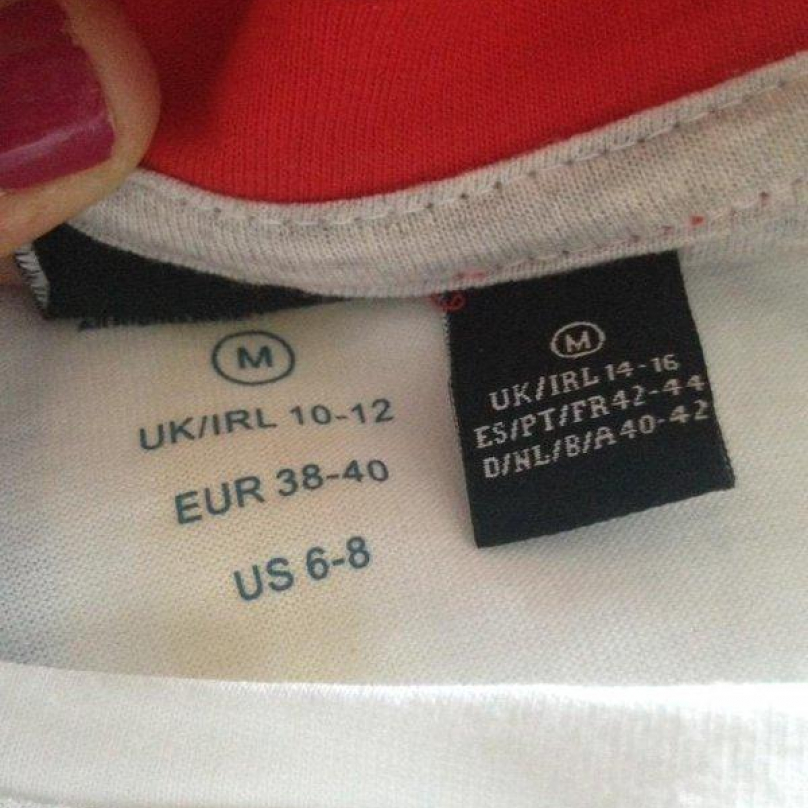 M
UK/IRL 10-12
EUR 38-40
US 6-8
M
UK/IRL 14-16
ES/PT/FR 42-44
D/NL/B/A 40-42